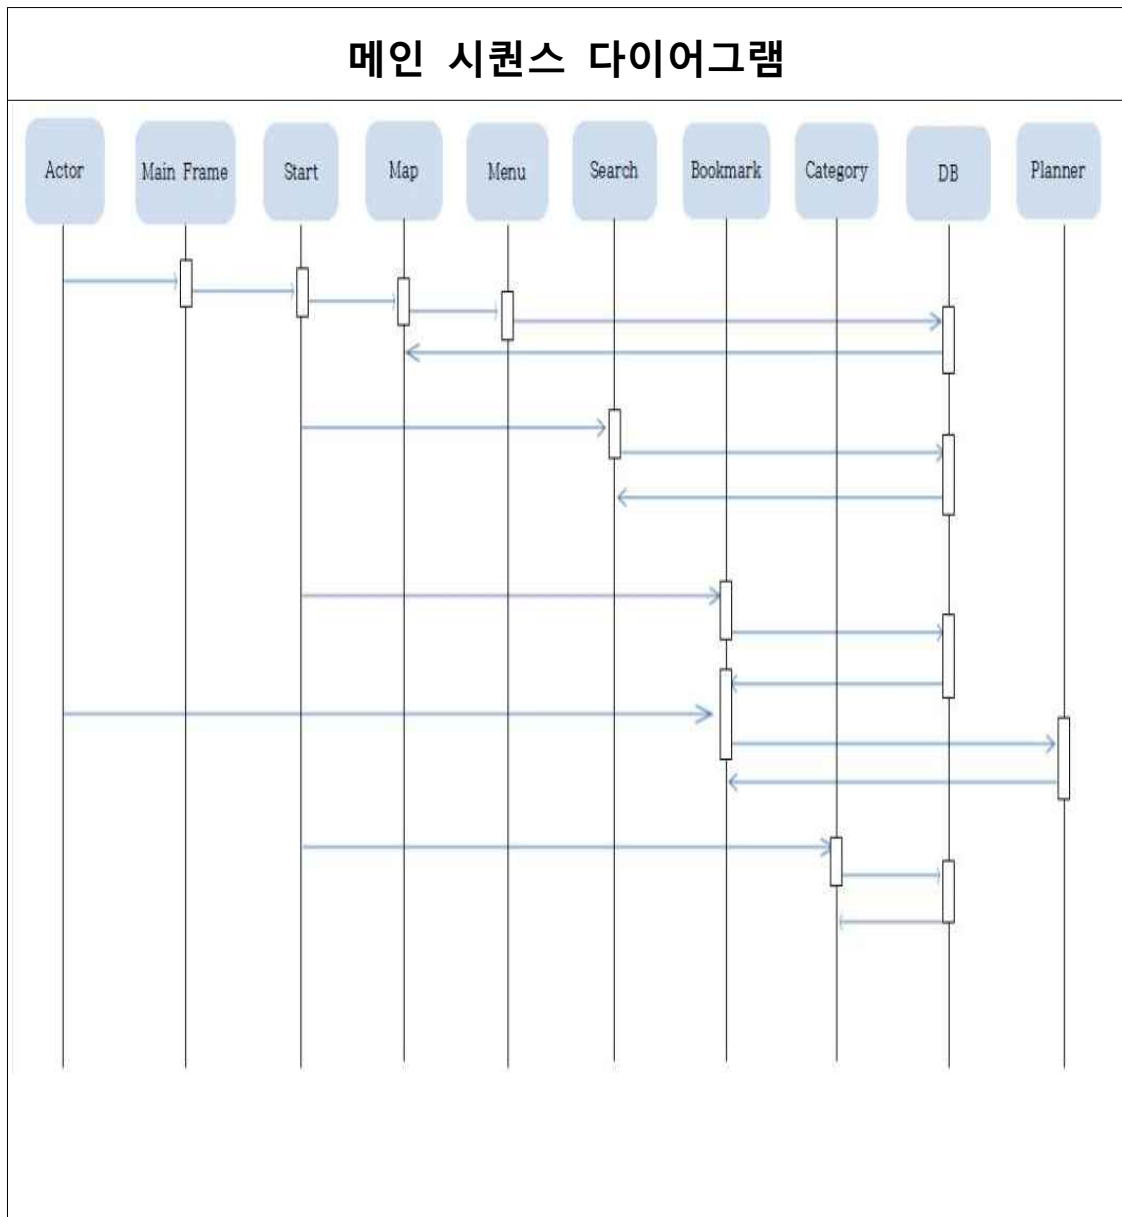 메인 시퀀스 다이어그램
Actor
Main Frame
Start
Map
Menu
Search
Bookmark
Category
DB
Planner